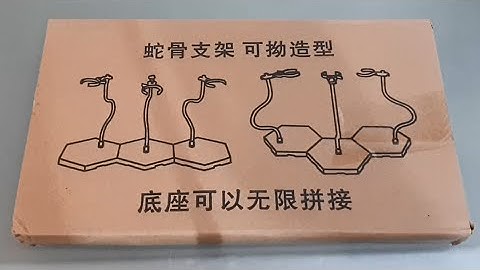 蛇骨支架 可拗造型
底座可以无限拼接